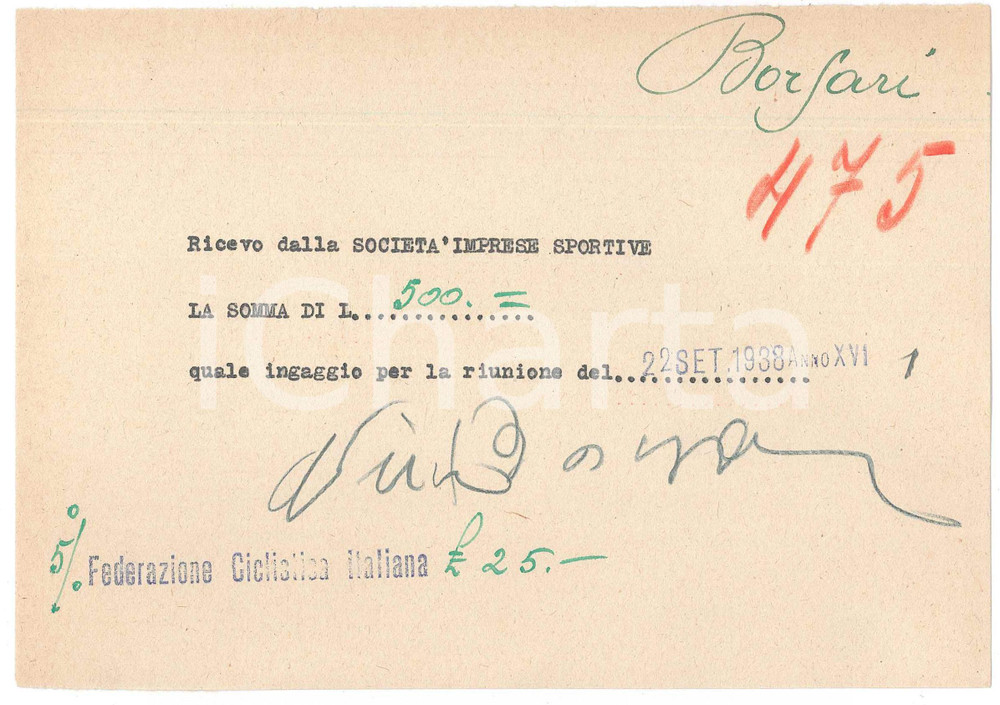 Borsari
475
Ricevo dalla SOCIETA'IMPRESE SPORTIVE
LA SOMMA DI L. 500.=
quale ingaggio per la riunione del 22 SET. 1938 ANNO XVI 1
5% Federazione Ciclistica Italiana £ 25.-
iCharta